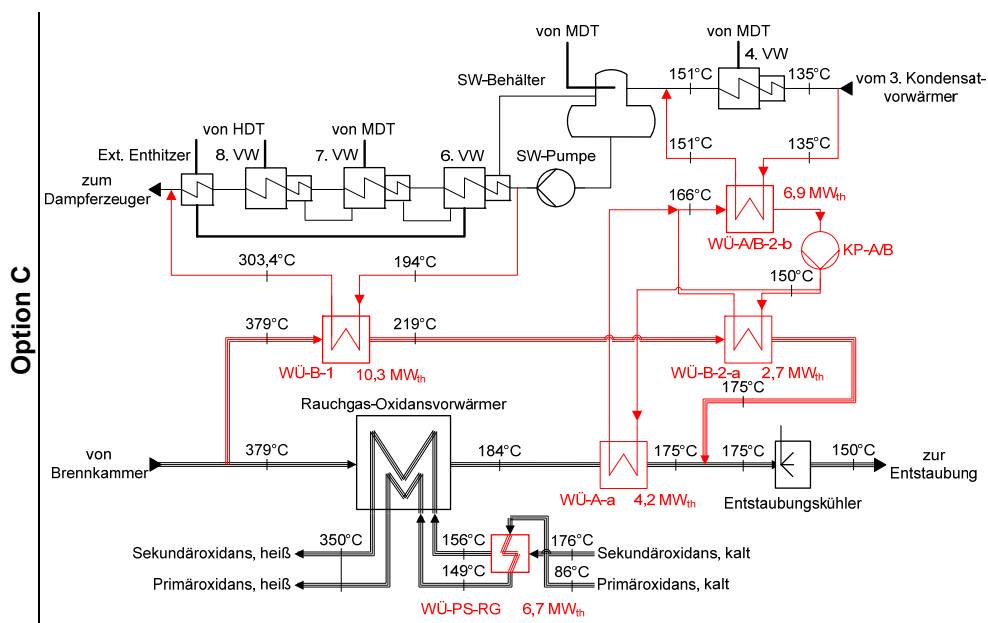 Option C
von MDT
von MDT
4. VW
SW-Behälter
151°C
135°C
vom 3. Kondensat-
vorwärmer
von HDT
von MDT
Ext. Enthitzer
8. VW
7. VW
6. VW
SW-Pumpe
151°C
135°C
zum
Dampferzeuger
166°C
6,9 MWth
WÜ-A/B-2-b
KP-A/B
303,4°C
194°C
150°C
379°C
219°C
WÜ-B-1
10,3 MWth
WÜ-B-2-a
2,7 MWth
175°C
Rauchgas-Oxidansvorwärmer
von
Brennkammer
379°C
184°C
175°C
175°C
150°C
zur
Entstaubung
WÜ-A-a
4,2 MWth
Entstaubungskühler
Sekundäroxidans, heiß
350°C
156°C
176°C
Sekundäroxidans, kalt
Primäroxidans, heiß
149°C
86°C
Primäroxidans, kalt
WÜ-PS-RG
6,7 MWth